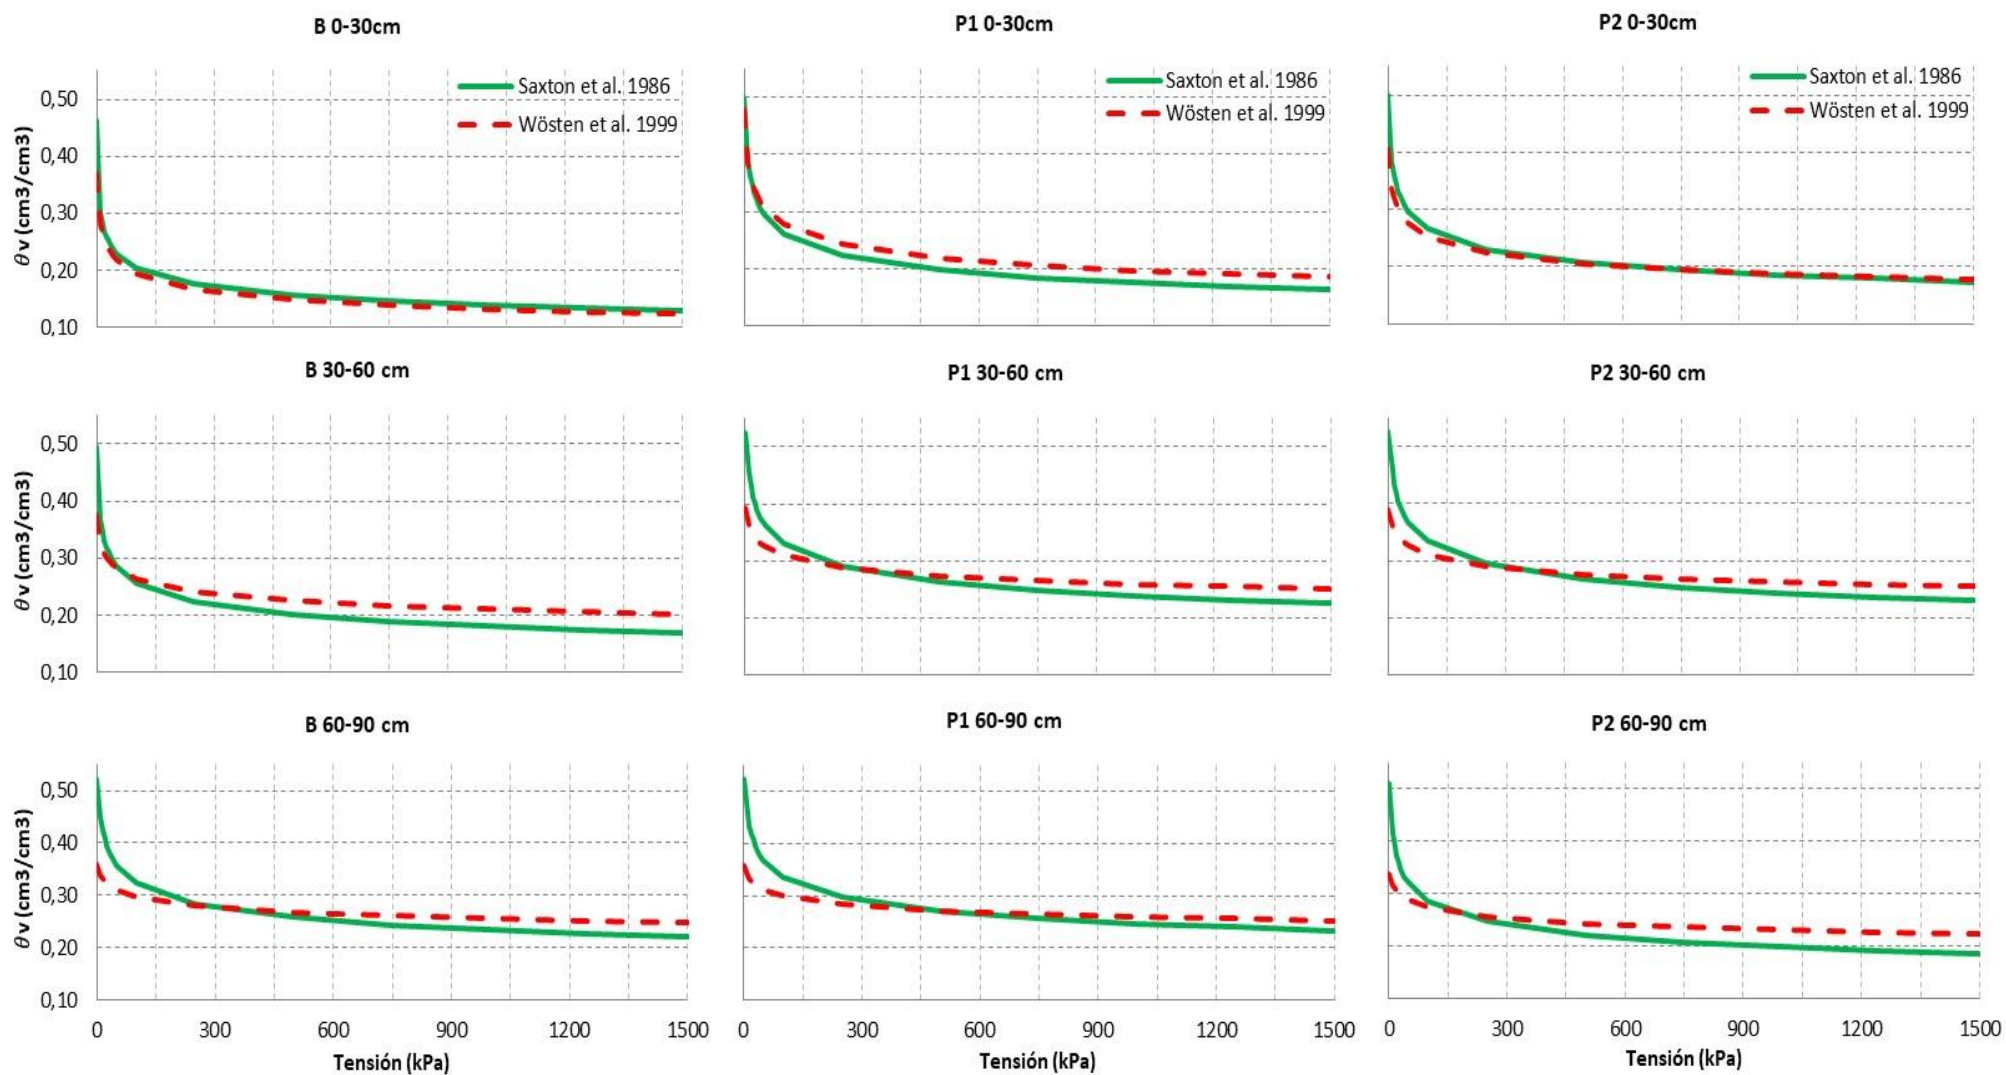 B 0-30cm
P1 0-30cm
P2 0-30cm
Saxton et al. 1986
Wösten et al. 1999
Saxton et al. 1986
Wösten et al. 1999
Saxton et al. 1986
Wösten et al. 1999
θv (cm3/cm3)
0,50
0,40
0,30
0,20
0,10
B 30-60 cm
P1 30-60 cm
P2 30-60 cm
θv (cm3/cm3)
0,50
0,40
0,30
0,20
0,10
B 60-90 cm
P1 60-90 cm
P2 60-90 cm
θv (cm3/cm3)
0,50
0,40
0,30
0,20
0,10
0 300 600 900 1200 1500
0 300 600 900 1200 1500
0 300 600 900 1200 1500
Tensión (kPa)
Tensión (kPa)
Tensión (kPa)